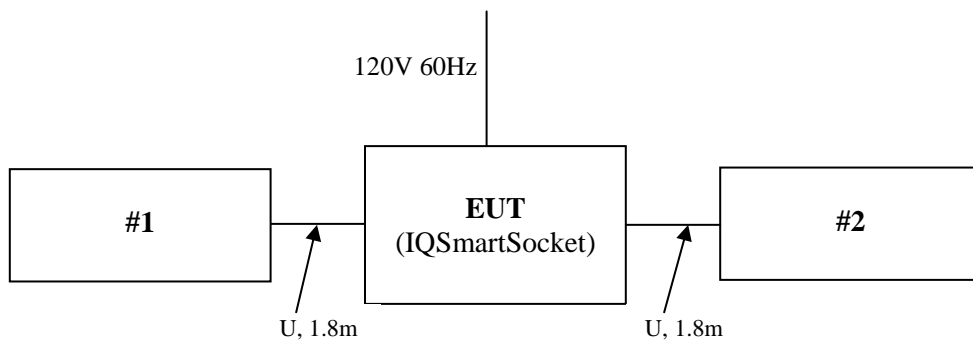 120V 60Hz
#1
EUT
(IQSmartSocket)
#2
U, 1.8m
U, 1.8m